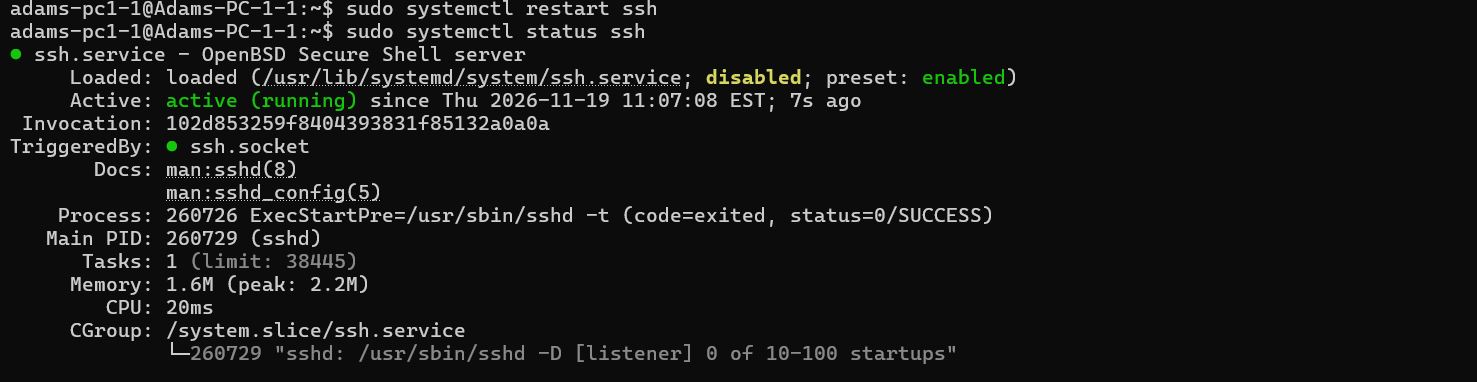 adams-pc1-1@Adams-PC-1-1:~$ sudo systemctl restart ssh
adams-pc1-1@Adams-PC-1-1:~$ sudo systemctl status ssh
● ssh.service - OpenBSD Secure Shell server
     Loaded: loaded (/usr/lib/systemd/system/ssh.service; disabled; preset: enabled)
     Active: active (running) since Thu 2026-11-19 11:07:08 EST; 7s ago
 Invocation: 102d853259f8404393831f85132a0a0a
TriggeredBy: ● ssh.socket
       Docs: man:sshd(8)
             man:sshd_config(5)
    Process: 260726 ExecStartPre=/usr/sbin/sshd -t (code=exited, status=0/SUCCESS)
   Main PID: 260729 (sshd)
      Tasks: 1 (limit: 38445)
     Memory: 1.6M (peak: 2.2M)
        CPU: 20ms
     CGroup: /system.slice/ssh.service
             └─260729 "sshd: /usr/sbin/sshd -D [listener] 0 of 10-100 startups"